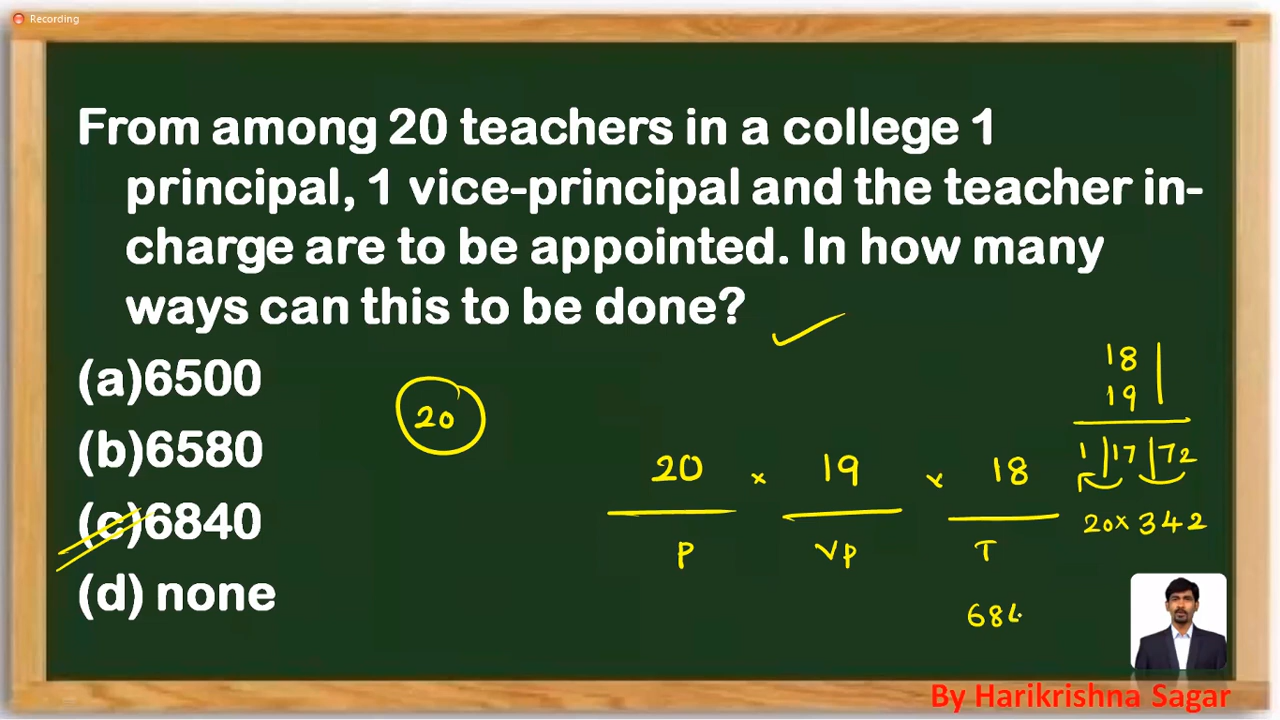 Recording
From among 20 teachers in a college 1
principal, 1 vice-principal and the teacher in-
charge are to be appointed. In how many
ways can this to be done?
(a)6500
(b)6580
(c)6840
(d) none
20
20 × 19 × 18
P VP T
18
19
1|17|72
20× 342
684
By Harikrishna Sagar